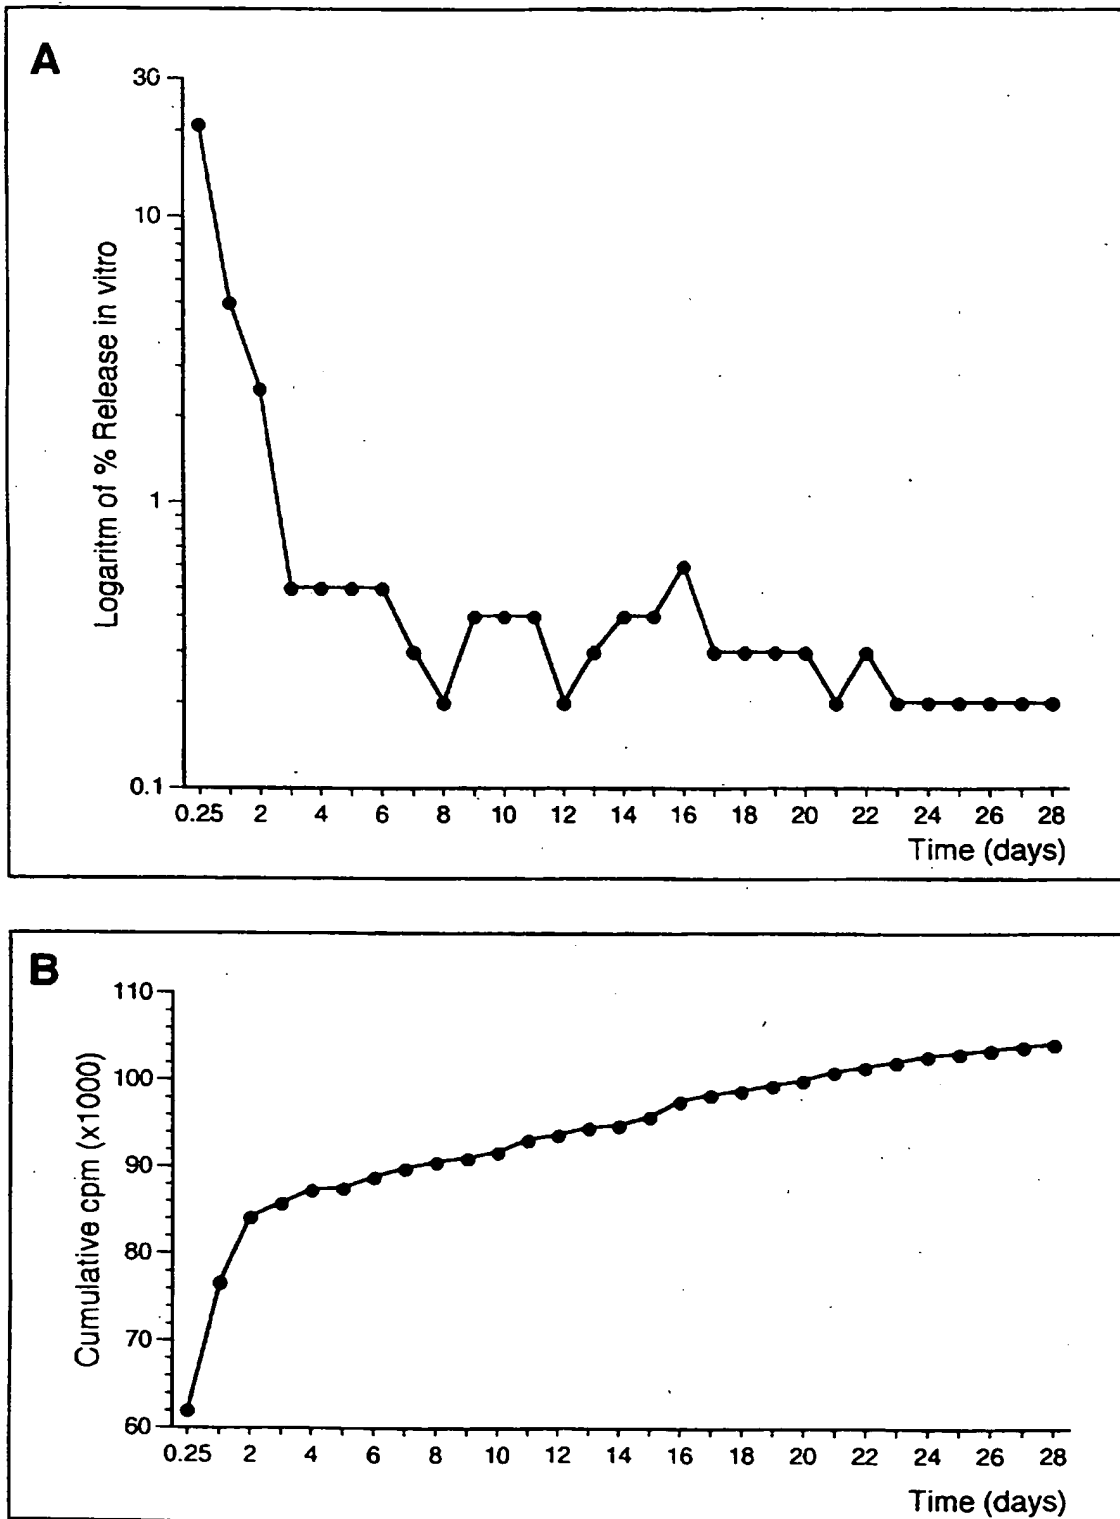 A
30
10
1
0.1
Logaritm of % Release in vitro
0.25 2 4 6 8 10 12 14 16 18 20 22 24 26 28
Time (days)
B
110
100
90
80
70
60
Cumulative cpm (x1000)
0.25 2 4 6 8 10 12 14 16 18 20 22 24 26 28
Time (days)